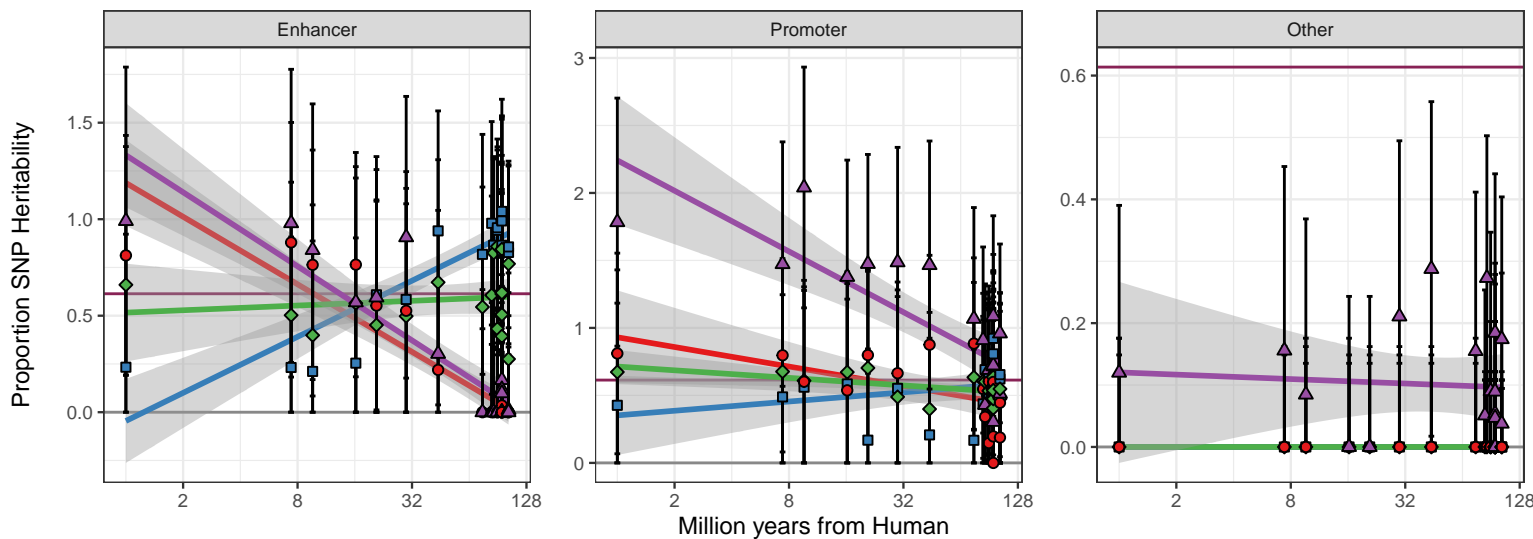 Enhancer
Promoter
Other
Proportion SNP Heritability
1.5
1.0
0.5
0.0
3
2
1
0
0.6
0.4
0.2
0.0
2 8 32 128
2 8 32 128
2 8 32 128
Million years from Human